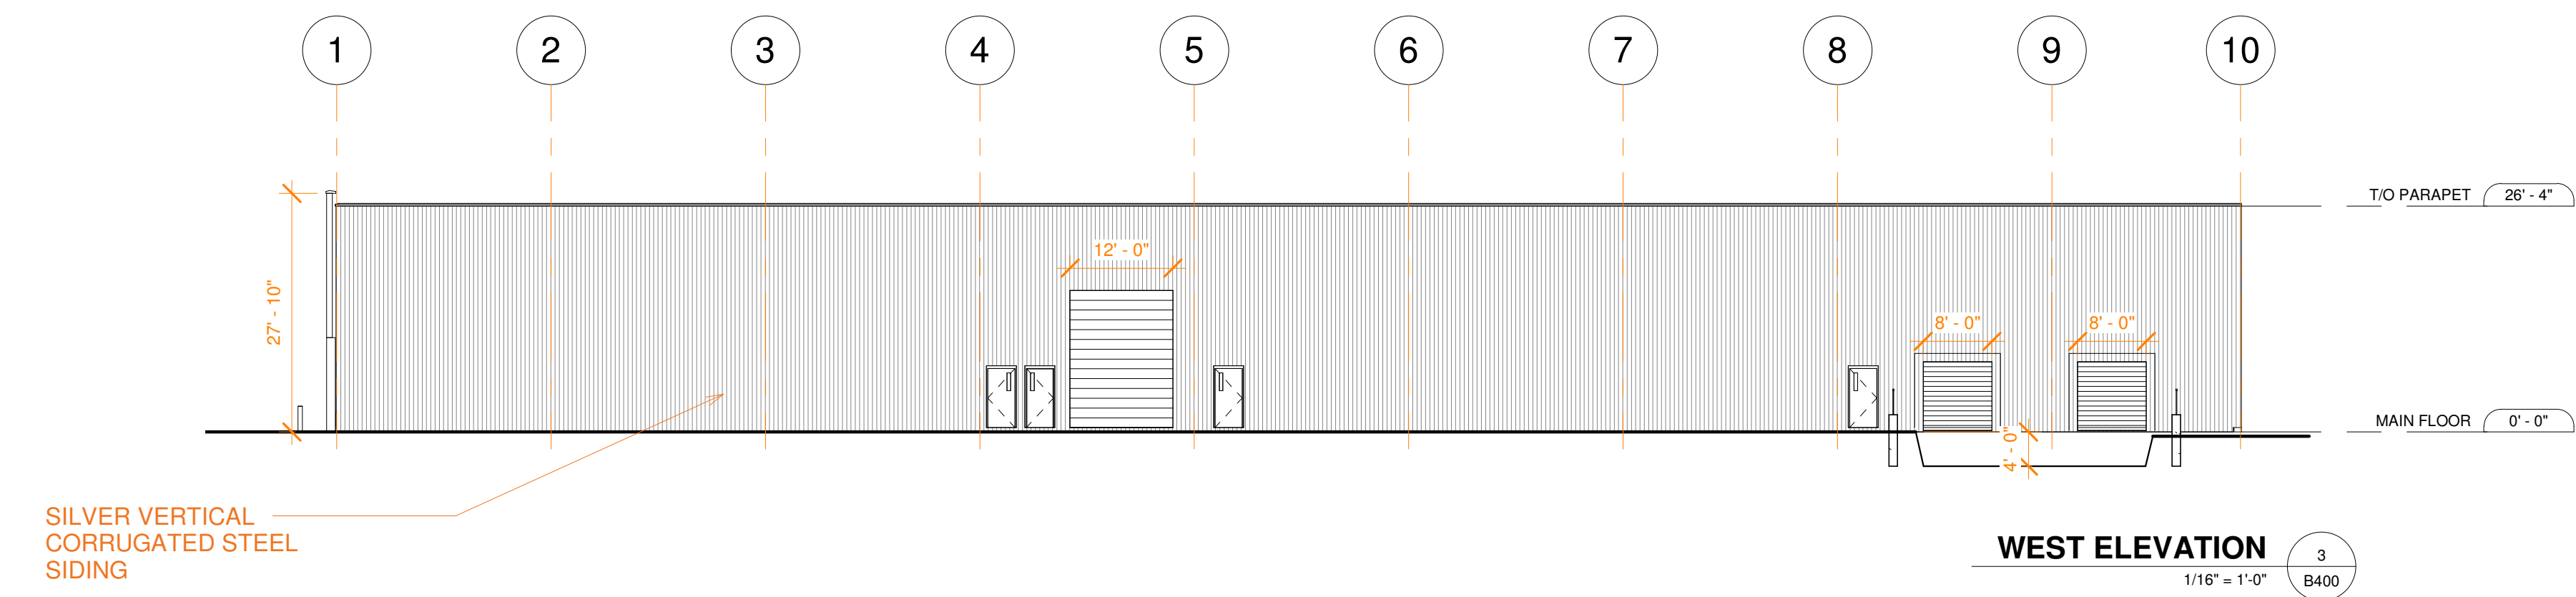 1 2 3 4 5 6 7 8 9 10
T/O PARAPET 26' - 4"
12' - 0"
27' - 10"
8' - 0" 8' - 0"
MAIN FLOOR 0' - 0"
4' - 0"
SILVER VERTICAL
CORRUGATED STEEL
SIDING
WEST ELEVATION 3
1/16" = 1'-0" B400